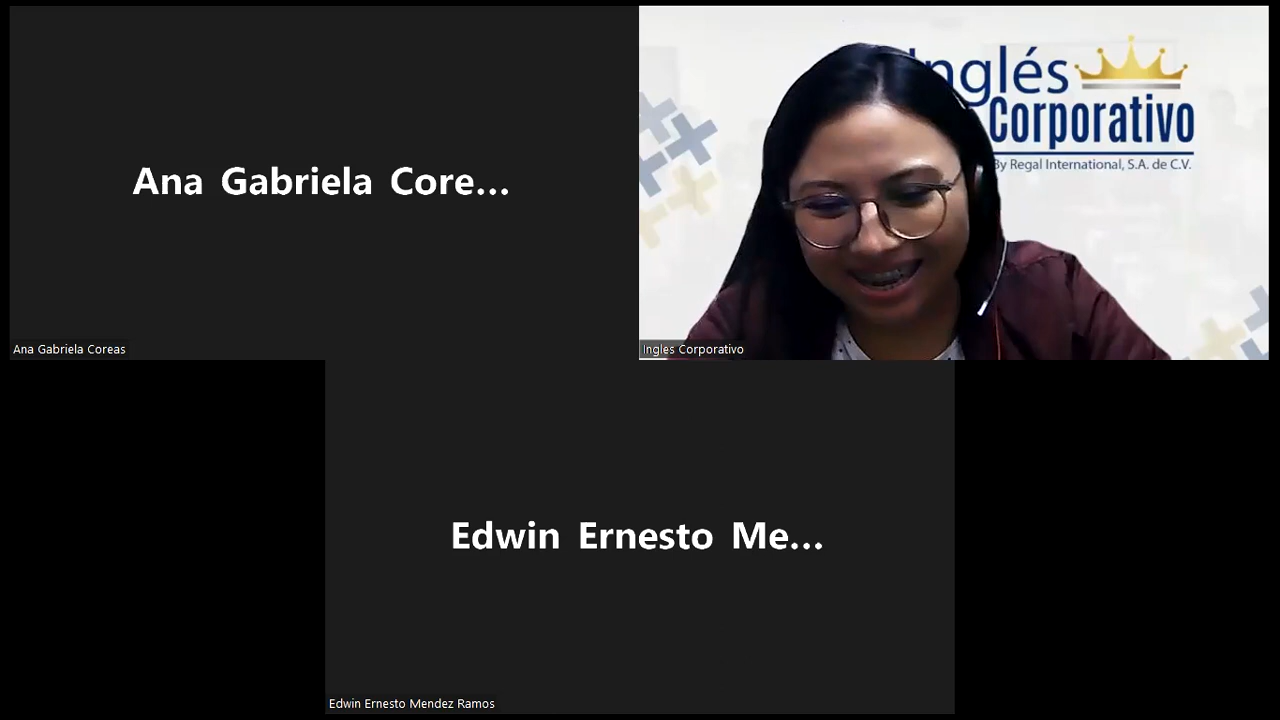 Ana Gabriela Core...
Ana Gabriela Coreas
Inglés
Corporativo
By Regal International, S.A. de C.V.
Ingles Corporativo
Edwin Ernesto Me...
Edwin Ernesto Mendez Ramos